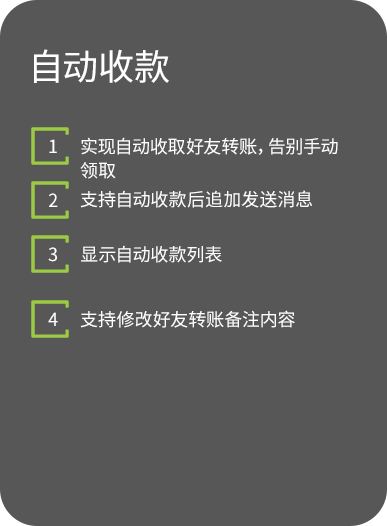 自动收款
1 实现自动收取好友转账，告别手动
领取
2 支持自动收款后追加发送消息
3 显示自动收款列表
4 支持修改好友转账备注内容